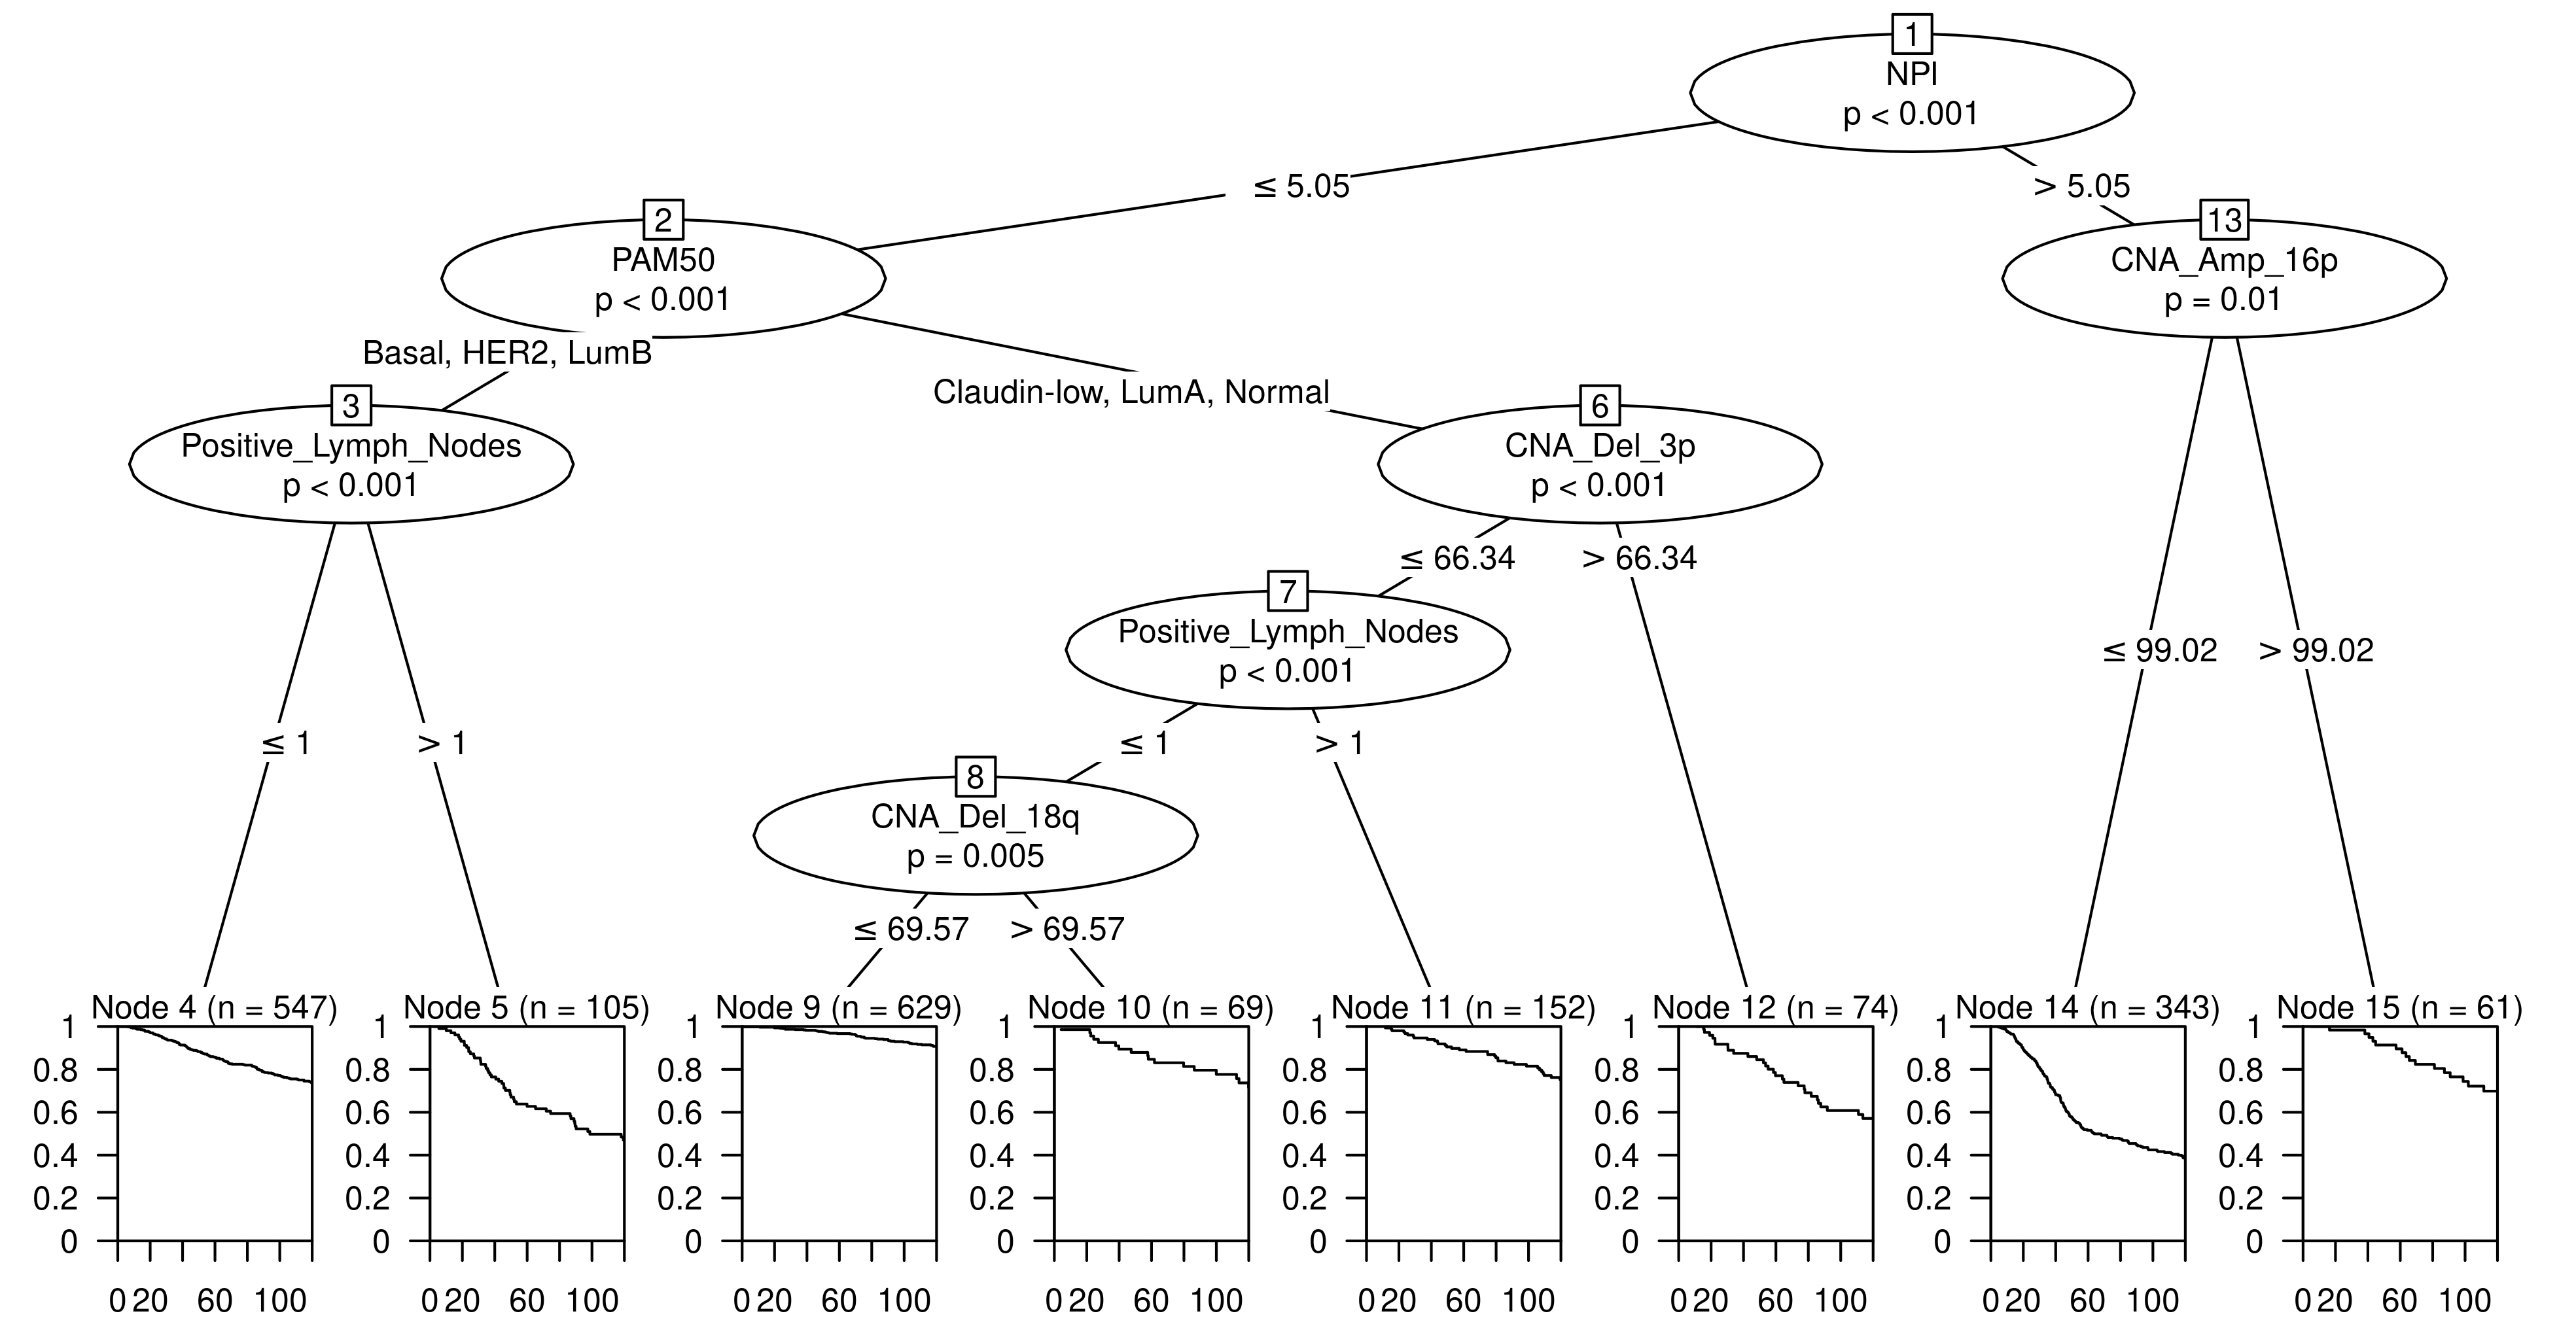 1
NPI
p < 0.001
≤ 5.05
> 5.05
2
PAM50
p < 0.001
13
CNA_Amp_16p
p = 0.01
Basal, HER2, LumB
Claudin-low, LumA, Normal
3
Positive_Lymph_Nodes
p < 0.001
6
CNA_Del_3p
p < 0.001
≤ 66.34
> 66.34
7
Positive_Lymph_Nodes
p < 0.001
≤ 99.02
> 99.02
≤ 1
> 1
≤ 1
> 1
8
CNA_Del_18q
p = 0.005
≤ 69.57
> 69.57
Node 4 (n = 547)
1
0.8
0.6
0.4
0.2
0
0 20 60 100
Node 5 (n = 105)
1
0.8
0.6
0.4
0.2
0
0 20 60 100
Node 9 (n = 629)
1
0.8
0.6
0.4
0.2
0
0 20 60 100
Node 10 (n = 69)
1
0.8
0.6
0.4
0.2
0
0 20 60 100
Node 11 (n = 152)
1
0.8
0.6
0.4
0.2
0
0 20 60 100
Node 12 (n = 74)
1
0.8
0.6
0.4
0.2
0
0 20 60 100
Node 14 (n = 343)
1
0.8
0.6
0.4
0.2
0
0 20 60 100
Node 15 (n = 61)
1
0.8
0.6
0.4
0.2
0
0 20 60 100